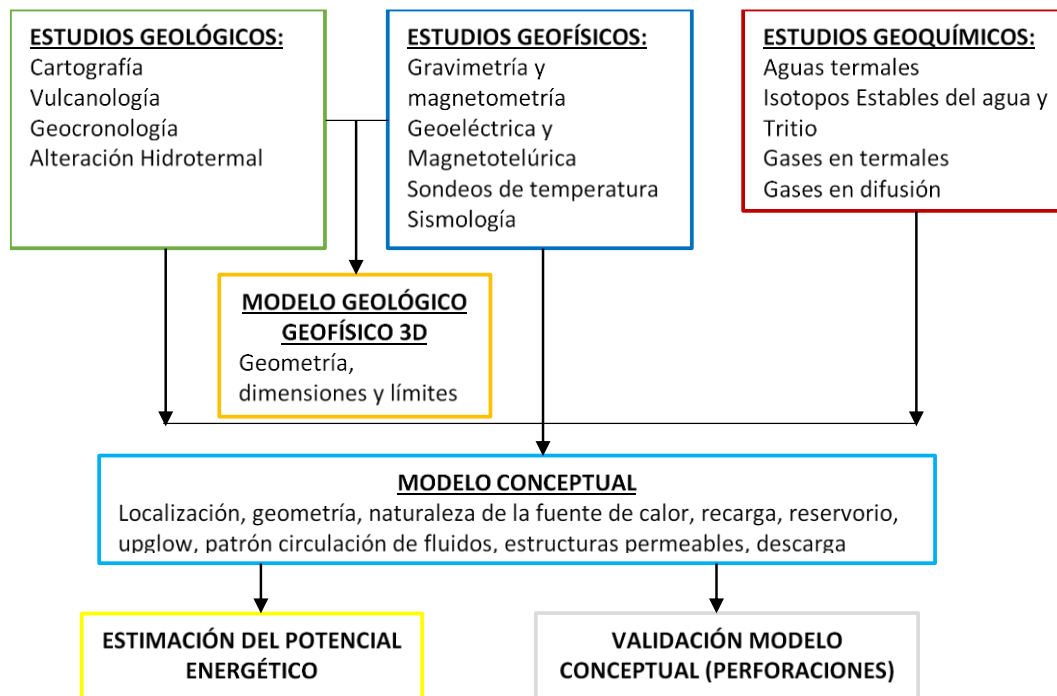 ESTUDIOS GEOLÓGICOS:
Cartografía
Vulcanología
Geocronología
Alteración Hidrotermal
ESTUDIOS GEOFÍSICOS:
Gravimetría y
magnetometría
Geoeléctrica y
Magnetotelúrica
Sondeos de temperatura
Sismología
ESTUDIOS GEOQUÍMICOS:
Aguas termales
Isotopos Estables del agua y
Tritio
Gases en termales
Gases en difusión
MODELO GEOLÓGICO
GEOFÍSICO 3D
Geometría,
dimensiones y límites
MODELO CONCEPTUAL
Localización, geometría, naturaleza de la fuente de calor, recarga, reservorio,
upglow, patrón circulación de fluidos, estructuras permeables, descarga
ESTIMACIÓN DEL POTENCIAL
ENERGÉTICO
VALIDACIÓN MODELO
CONCEPTUAL (PERFORACIONES)